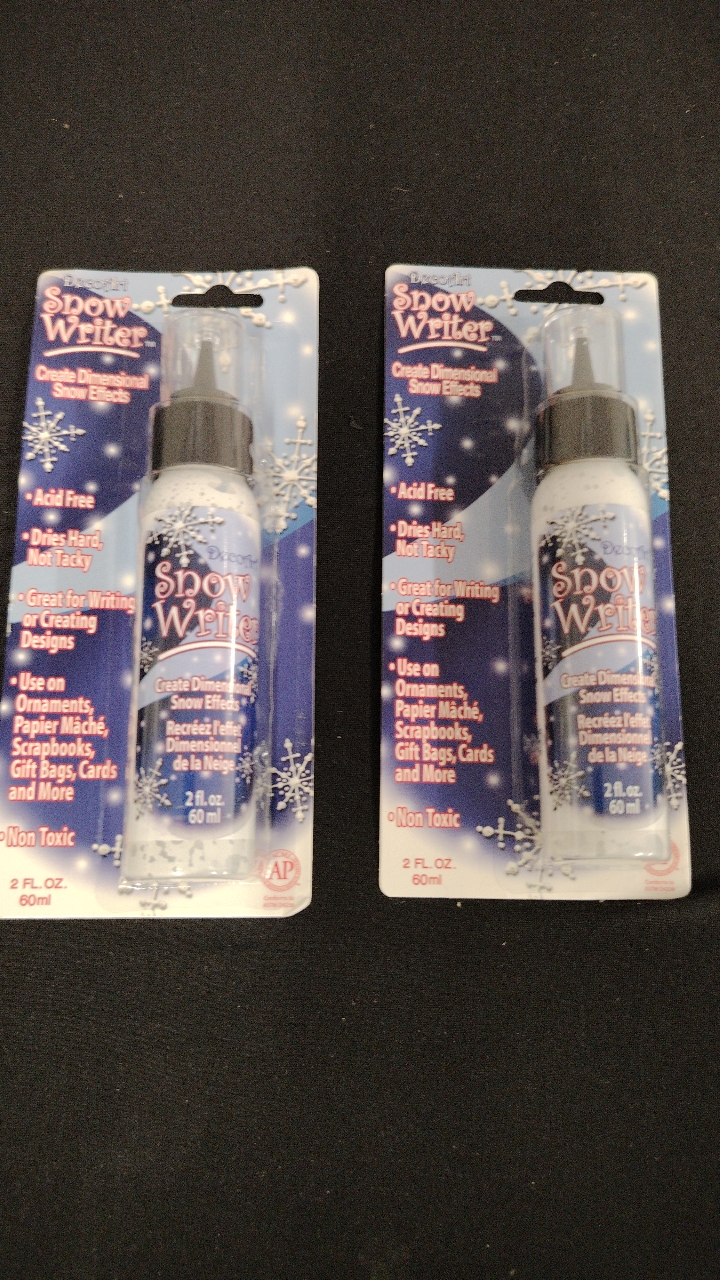 DecoArt
Snow
Writer™
Create Dimensional
Snow Effects
• Acid Free
• Dries Hard,
Not Tacky
• Great for Writing
or Creating
Designs
• Use on
Ornaments,
Papier Mâché,
Scrapbooks,
Gift Bags, Cards
and More
• Non Toxic
2 FL. OZ.
60ml
DecoArt
Snow
Writer
Create Dimensional
Snow Effects
Recréez l'effet
Dimensionnel
de la Neige
2 fl. oz.
60 ml
AP
DecoArt
Snow
Writer™
Create Dimensional
Snow Effects
• Acid Free
• Dries Hard,
Not Tacky
• Great for Writing
or Creating
Designs
• Use on
Ornaments,
Papier Mâché,
Scrapbooks,
Gift Bags, Cards
and More
• Non Toxic
2 FL. OZ.
60ml
DecoArt
Snow
Writer
Create Dimensional
Snow Effects
Recréez l'effet
Dimensionnel
de la Neige
2 fl. oz.
60 ml